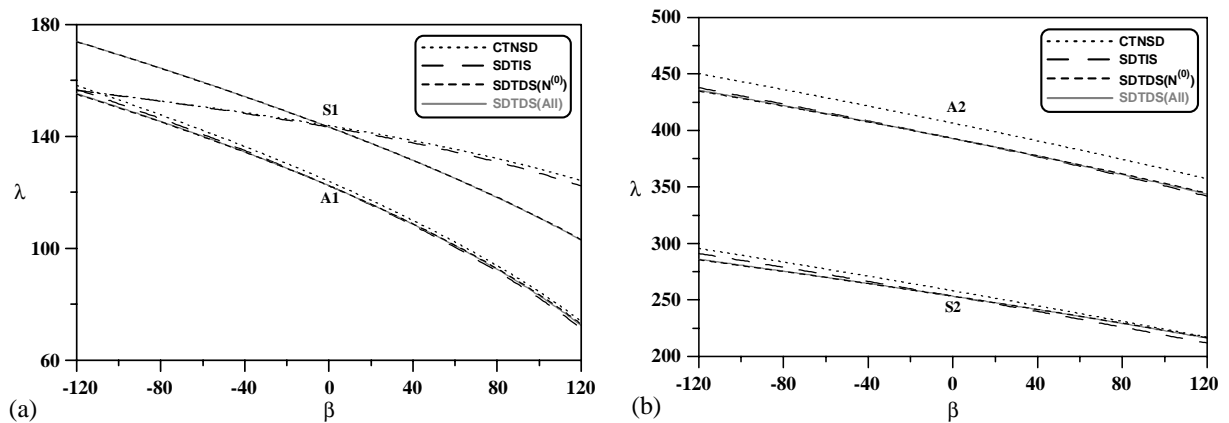 180
140
100
60
λ
-120
-80
-40
0
40
80
120
β
S1
A1
CTNSD
SDTIS
SDTDS(N(0))
SDTDS(All)
(a)
500
450
400
350
300
250
200
λ
-120
-80
-40
0
40
80
120
β
A2
S2
CTNSD
SDTIS
SDTDS(N(0))
SDTDS(All)
(b)